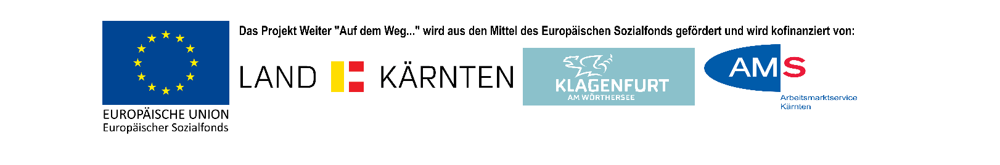 Das Projekt Weiter "Auf dem Weg..." wird aus den Mittel des Europäischen Sozialfonds gefördert und wird kofinanziert von:
LAND KÄRNTEN
KLAGENFURT
AM WÖRTHERSEE
AMS
Arbeitsmarktservice
Kärnten
EUROPÄISCHE UNION
Europäischer Sozialfonds